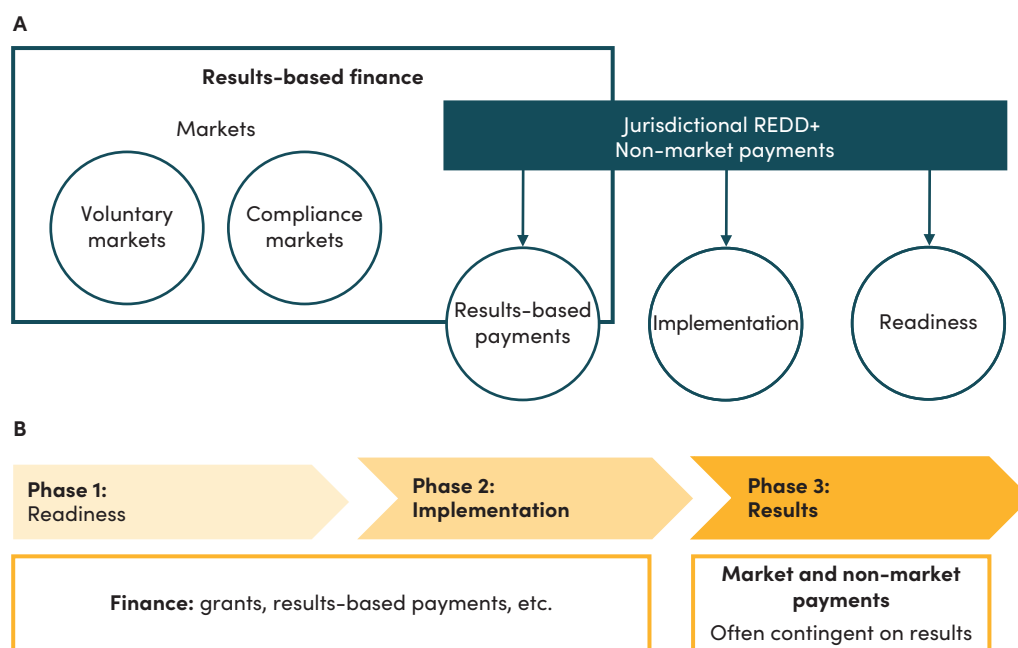 A
Results-based finance
Markets
Voluntary
markets
Compliance
markets
Jurisdictional REDD+
Non-market payments
Results-based
payments
Implementation
Readiness
B
Phase 1:
Readiness
Phase 2:
Implementation
Phase 3:
Results
Finance: grants, results-based payments, etc.
Market and non-market
payments
Often contingent on results